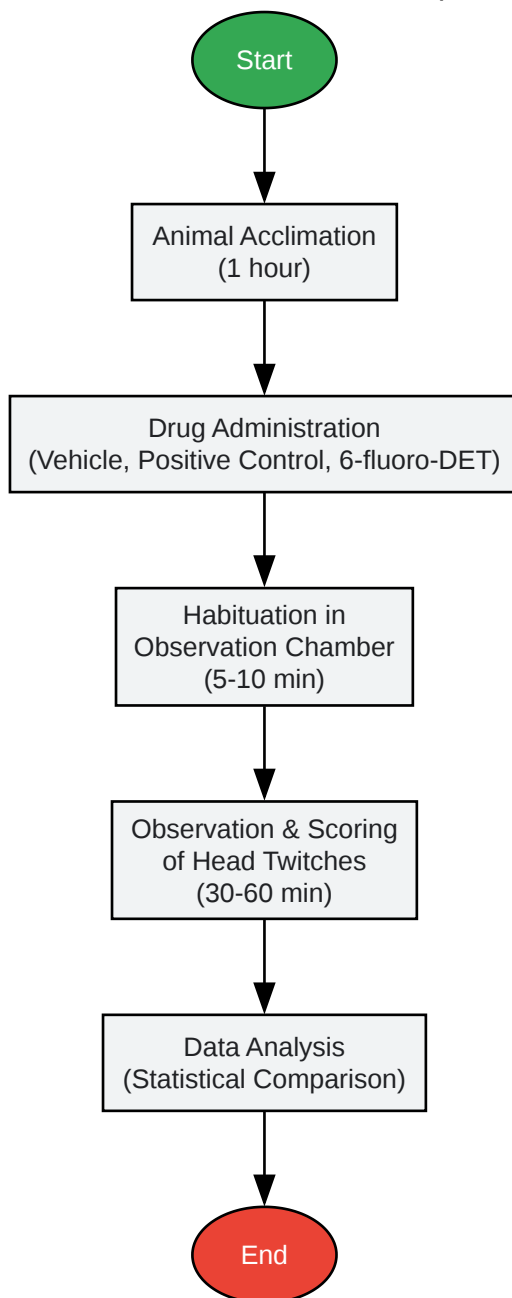 Start
Animal Acclimation
(1 hour)
Drug Administration
(Vehicle, Positive Control, 6-fluoro-DET)
Habituation in
Observation Chamber
(5-10 min)
Observation & Scoring
of Head Twitches
(30-60 min)
Data Analysis
(Statistical Comparison)
End